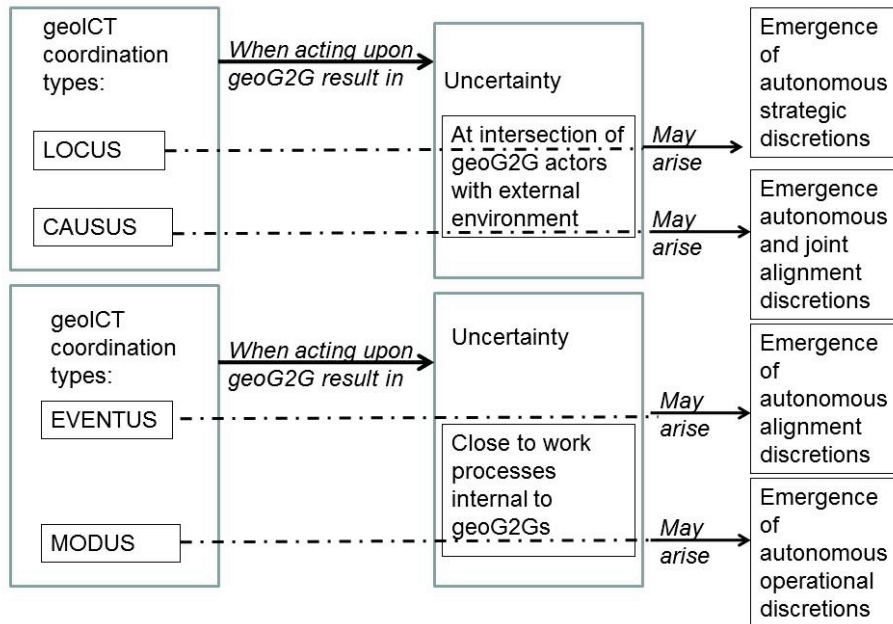 geoICT
coordination
types:
LOCUS
CAUSUS
When acting upon
geoG2G result in
Uncertainty
At intersection of
geoG2G actors
with external
environment
May
arise
May
arise
Emergence
of
autonomous
strategic
discretions
Emergence
autonomous
and joint
alignment
discretions
geoICT
coordination
types:
EVENTUS
MODUS
When acting upon
geoG2G result in
Uncertainty
Close to work
processes
internal to
geoG2Gs
May
arise
May
arise
Emergence
of
autonomous
alignment
discretions
Emergence
of
autonomous
operational
discretions